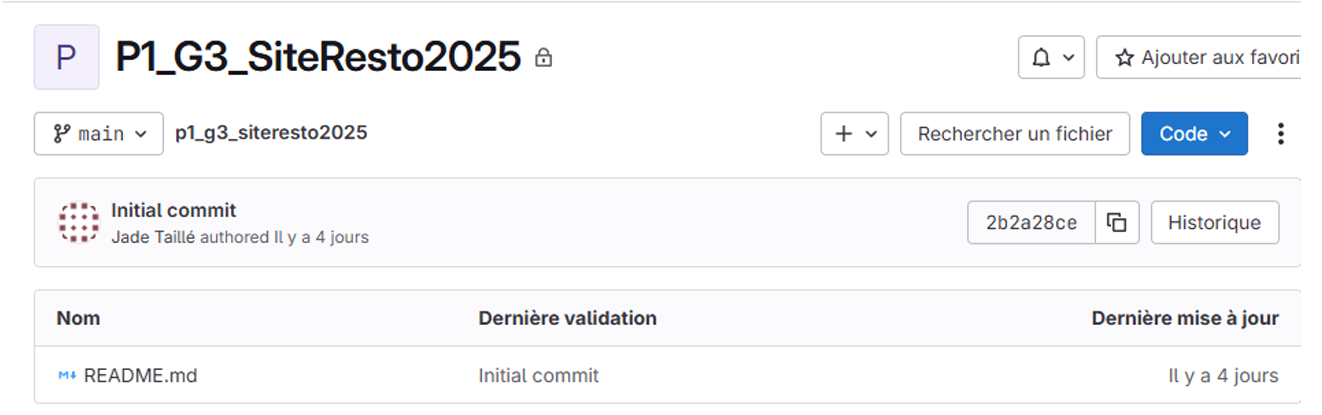 P P1_G3_SiteResto2025 Ajouter aux favori
main p1_g3_siteresto2025 + Rechercher un fichier Code
Initial commit
2b2a28ce Historique
Jade Taillé authored Il y a 4 jours
Nom Dernière validation Dernière mise à jour
README.md Initial commit Il y a 4 jours